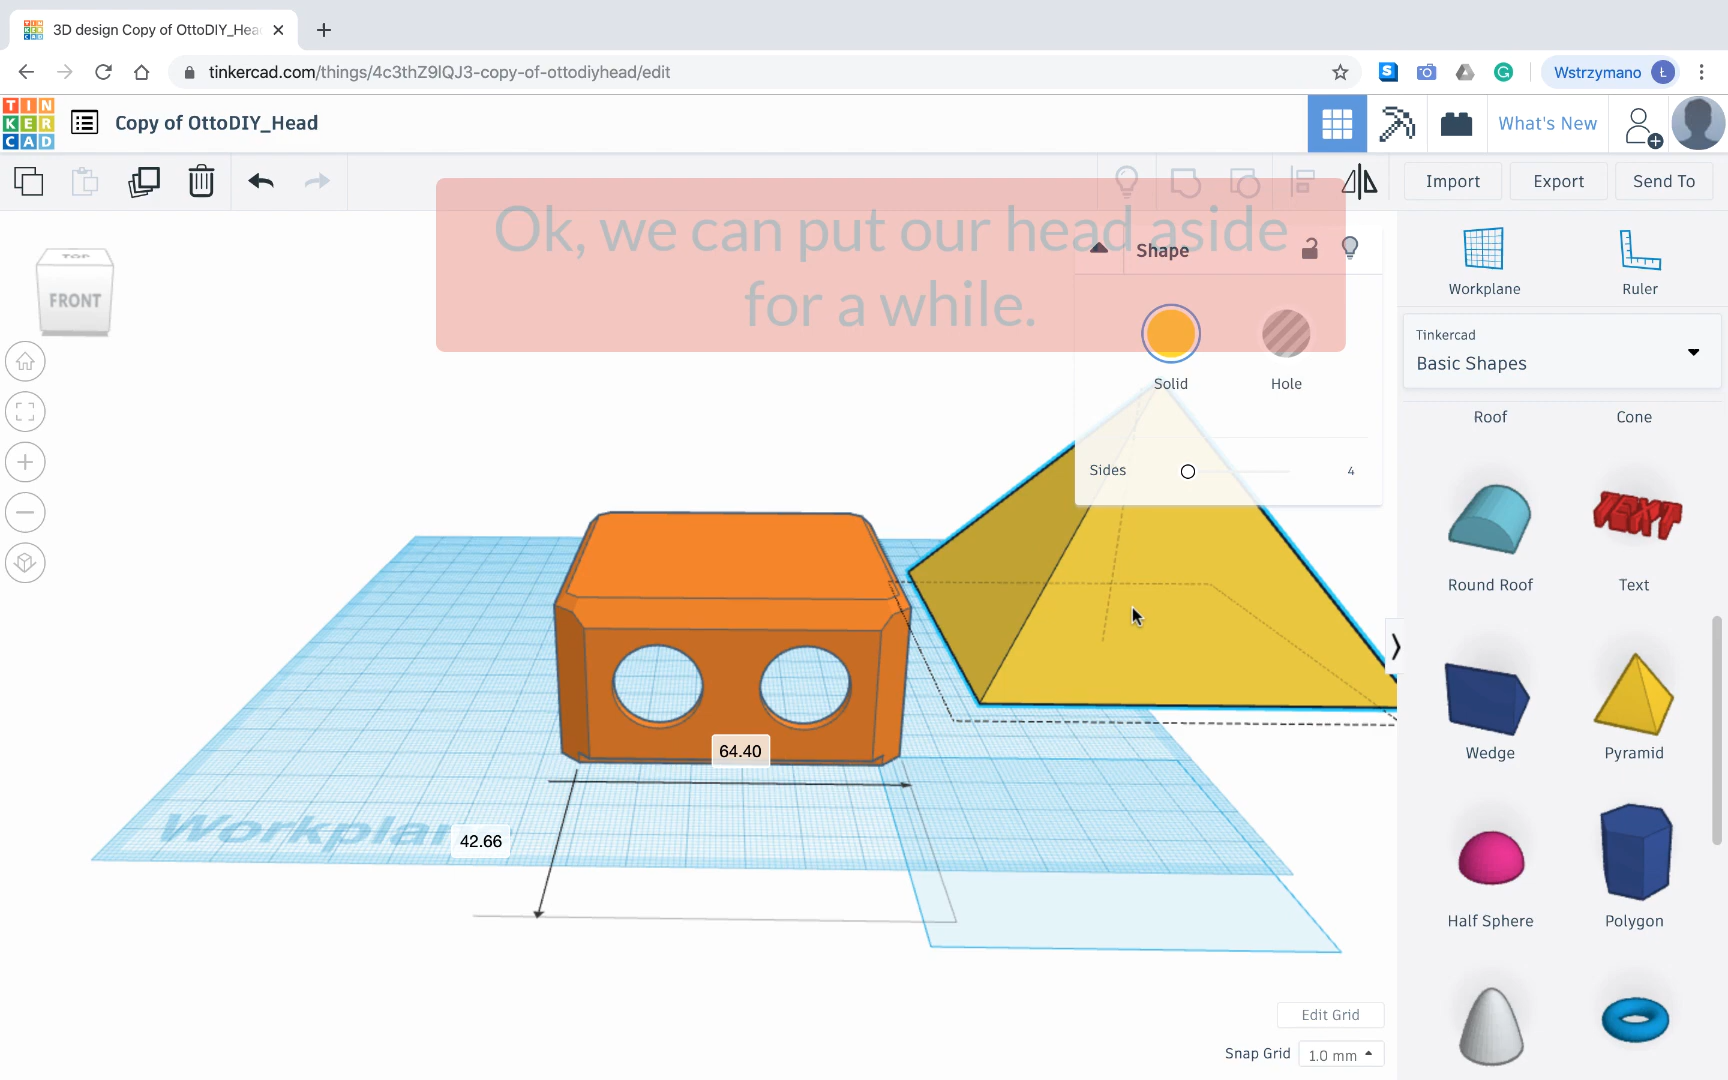 3D design Copy of OttoDIY_Hea
tinkercad.com/things/4c3thZ9lQJ3-copy-of-ottodiyhead/edit
Wstrzymano
Ł
TIN
KER
CAD
Copy of OttoDIY_Head
What's New
Import
Export
Send To
Ok, we can put our head aside
for a while.
TOP
FRONT
Shape
Solid
Hole
Sides
4
Workplane
Ruler
Tinkercad
Basic Shapes
Roof
Cone
TEXT
Round Roof
Text
Wedge
Pyramid
Half Sphere
Polygon
64.40
Workplan
42.66
Edit Grid
Snap Grid
1.0 mm